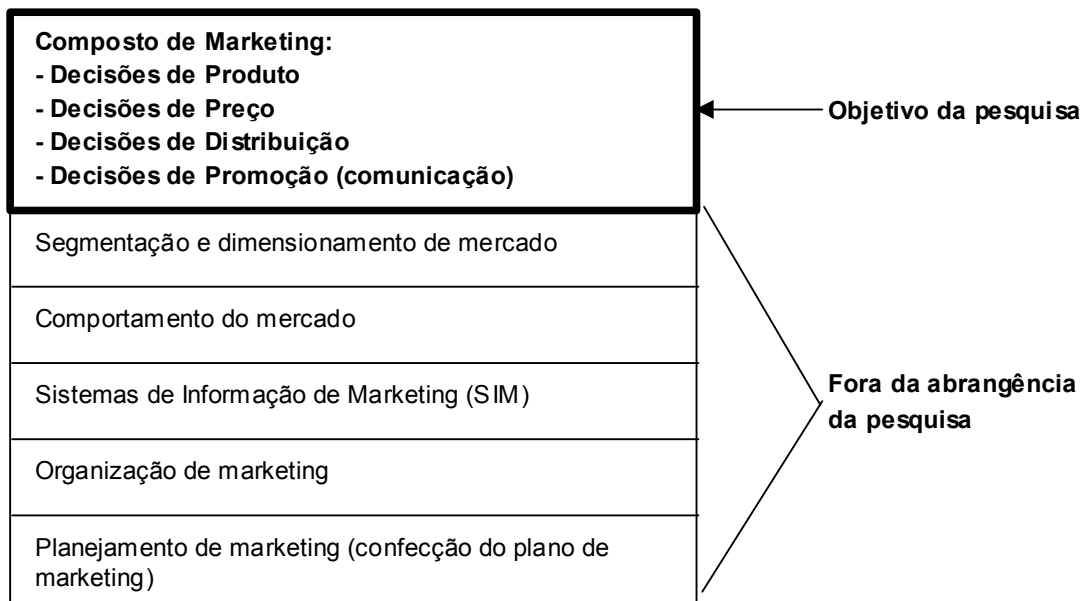 Composto de Marketing:
- Decisões de Produto
- Decisões de Preço
- Decisões de Distribuição
- Decisões de Promoção (comunicação)
Objetivo da pesquisa
Segmentação e dimensionamento de mercado
Comportamento do mercado
Sistemas de Informação de Marketing (SIM)
Organização de marketing
Planejamento de marketing (confecção do plano de
marketing)
Fora da abrangência
da pesquisa